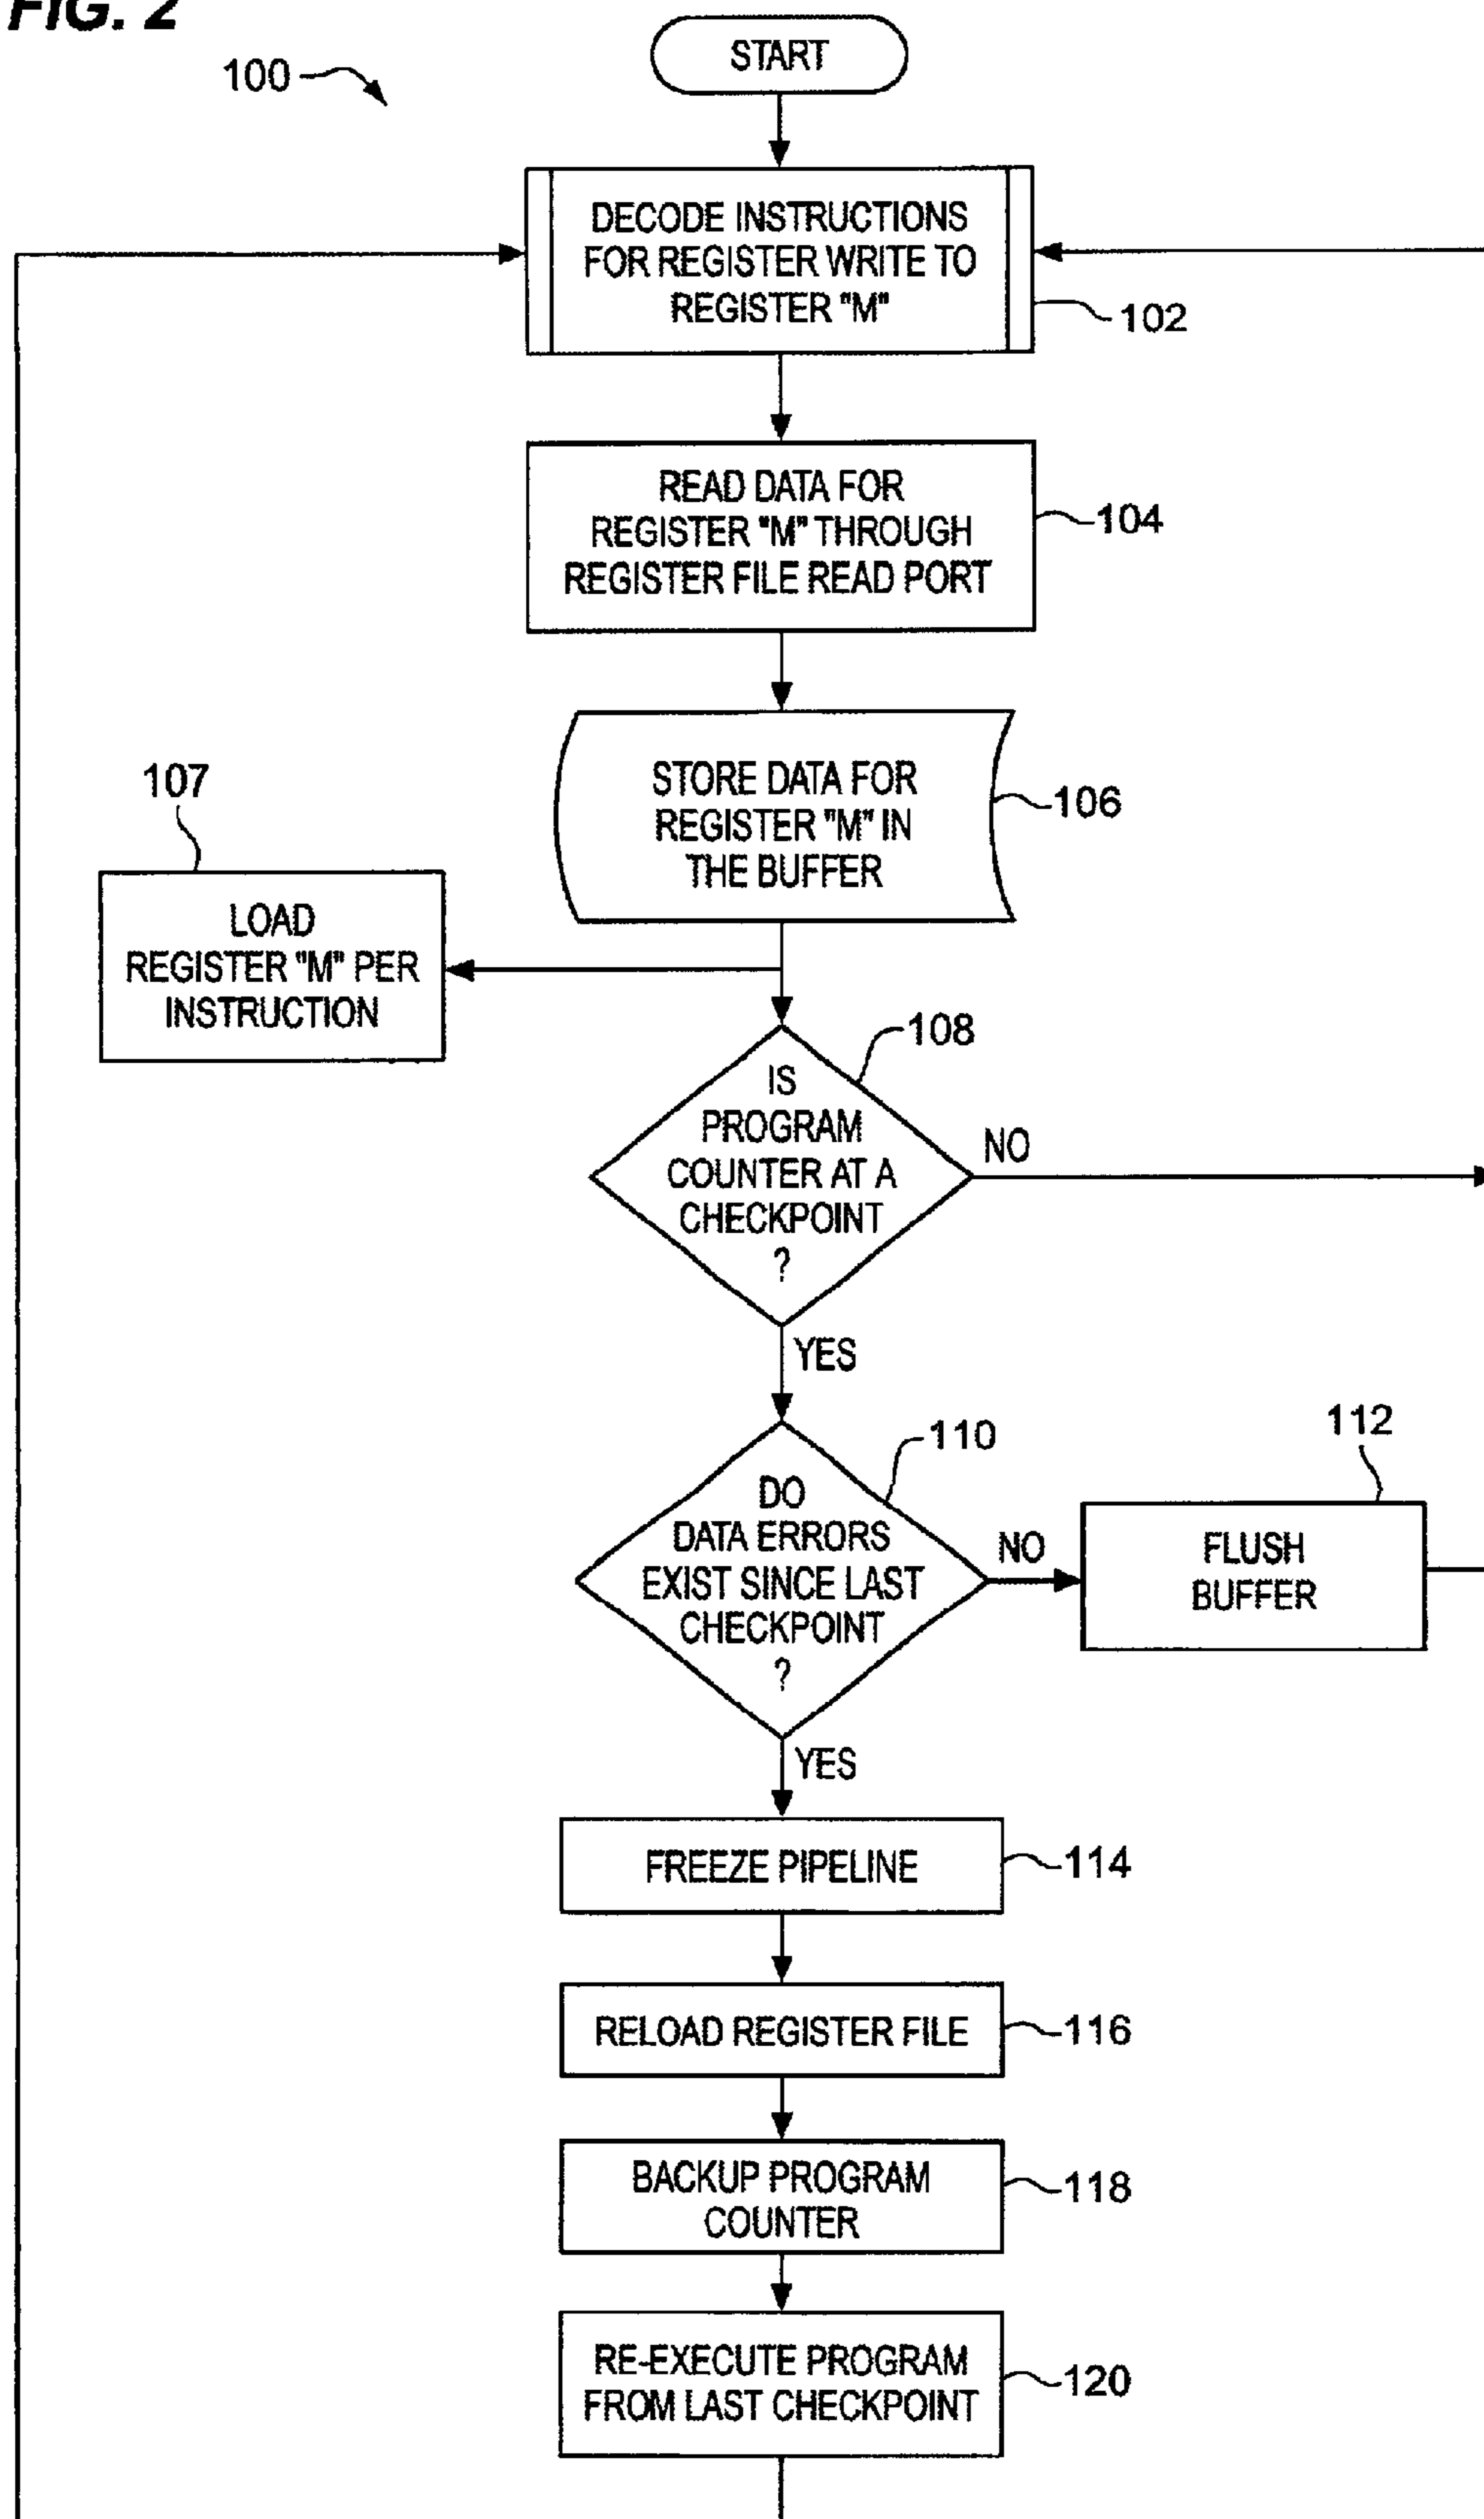 FIG. 2
100
START
DECODE INSTRUCTIONS
FOR REGISTER WRITE TO
REGISTER "M"
102
READ DATA FOR
REGISTER "M" THROUGH
REGISTER FILE READ PORT
104
STORE DATA FOR
REGISTER "M" IN
THE BUFFER
106
107
LOAD
REGISTER "M" PER
INSTRUCTION
108
IS
PROGRAM
COUNTER AT A
CHECKPOINT
?
NO
YES
110
DO
DATA ERRORS
EXIST SINCE LAST
CHECKPOINT
?
NO
112
FLUSH
BUFFER
YES
FREEZE PIPELINE
114
RELOAD REGISTER FILE
116
BACKUP PROGRAM
COUNTER
118
RE-EXECUTE PROGRAM
FROM LAST CHECKPOINT
120